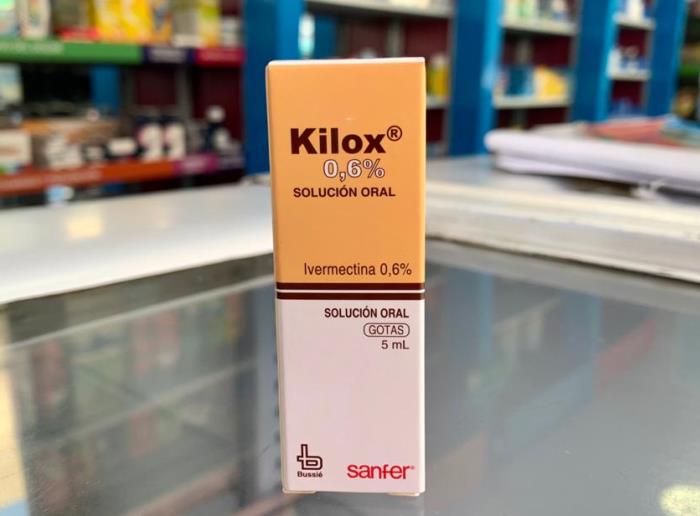 Kilox®
0,6%
SOLUCIÓN ORAL
Ivermectina 0,6%
SOLUCIÓN ORAL
GOTAS
5 mL
Bussié
sanfer®